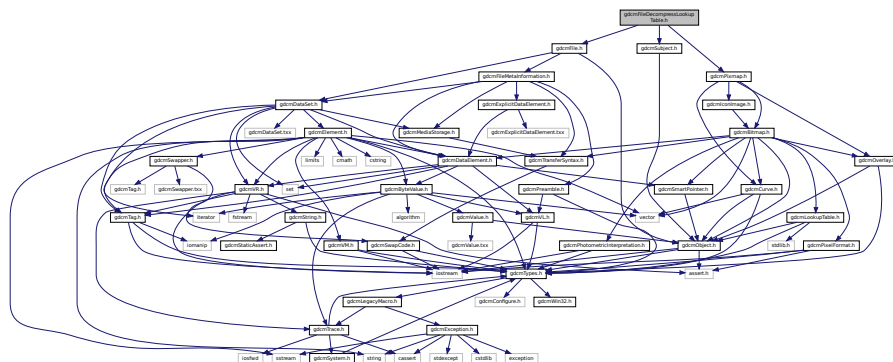 gdcmFileDecompressLookup
Table.h
gdcmFile.h
gdcmSubject.h
gdcmFileMetaInformation.h
gdcmPixmap.h
gdcmDataSet.h
gdcmExplicitDataElement.h
gdcmIconImage.h
gdcmDataSet.txx
gdcmElement.h
gdcmMediaStorage.h
gdcmExplicitDataElement.txx
gdcmBitmap.h
gdcmSwapper.h
limits
cmath
cstring
gdcmDataElement.h
gdcmTransferSyntax.h
gdcmOverlay.h
gdcmTag.h
gdcmSwapper.txx
gdcmVR.h
set
gdcmByteValue.h
gdcmPreamble.h
gdcmSmartPointer.h
gdcmCurve.h
gdcmTag.h
iterator
fstream
gdcmString.h
algorithm
gdcmValue.h
gdcmVL.h
vector
gdcmLookupTable.h
iomanip
gdcmStaticAssert.h
gdcmVM.h
gdcmSwapCode.h
gdcmValue.txx
gdcmPhotometricInterpretation.h
gdcmObject.h
stdlib.h
gdcmPixelFormat.h
iostream
gdcmTypes.h
assert.h
gdcmLegacyMacro.h
gdcmConfigure.h
gdcmWin32.h
gdcmTrace.h
gdcmException.h
iosfwd
sstream
gdcmSystem.h
string
cassert
stdexcept
cstdlib
exception